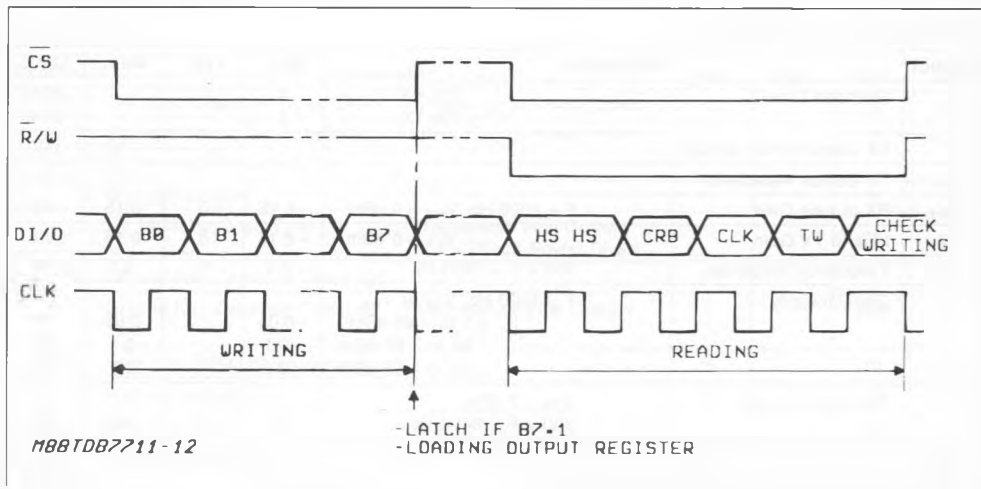 CS
R/W
DI/O B0 B1 B7 HS HS CRB CLK TW CHECK
WRITING
CLK
WRITING READING
-LATCH IF B7=1
-LOADING OUTPUT REGISTER
M88TDB7711-12